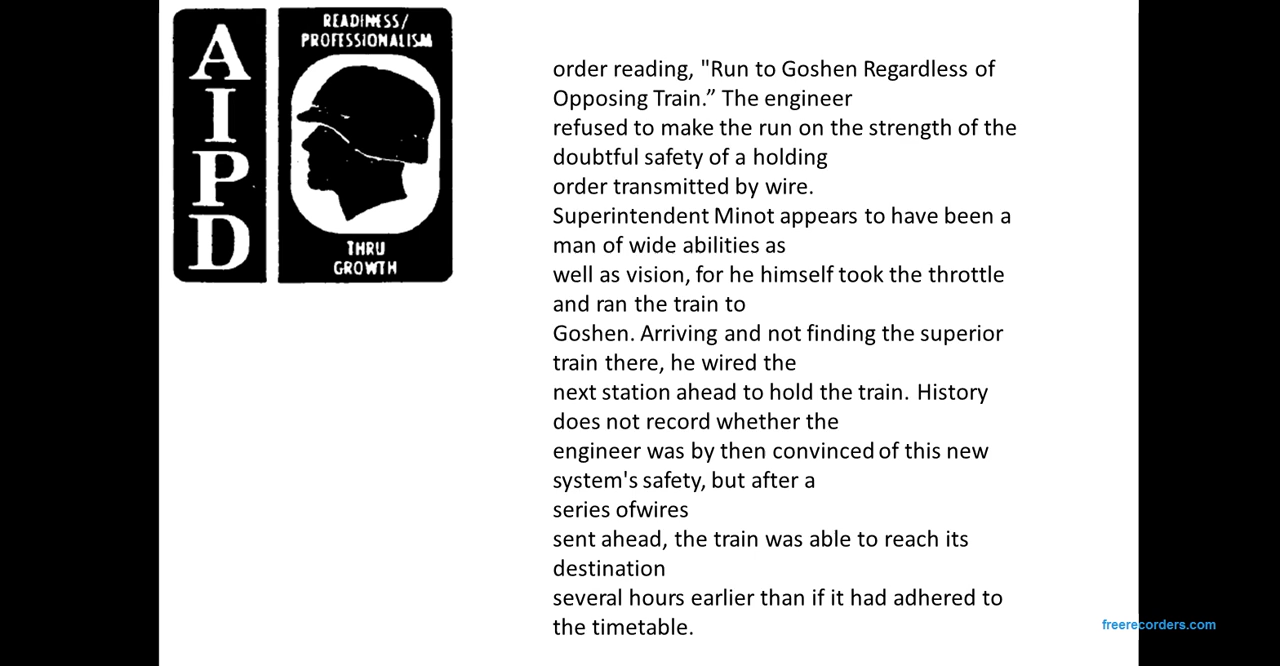 A
I
P
D
READINESS/
PROFESSIONALISM
THRU
GROWTH
order reading, "Run to Goshen Regardless of
Opposing Train.” The engineer
refused to make the run on the strength of the
doubtful safety of a holding
order transmitted by wire.
Superintendent Minot appears to have been a
man of wide abilities as
well as vision, for he himself took the throttle
and ran the train to
Goshen. Arriving and not finding the superior
train there, he wired the
next station ahead to hold the train. History
does not record whether the
engineer was by then convinced of this new
system's safety, but after a
series ofwires
sent ahead, the train was able to reach its
destination
several hours earlier than if it had adhered to
the timetable.
freerecorders.com